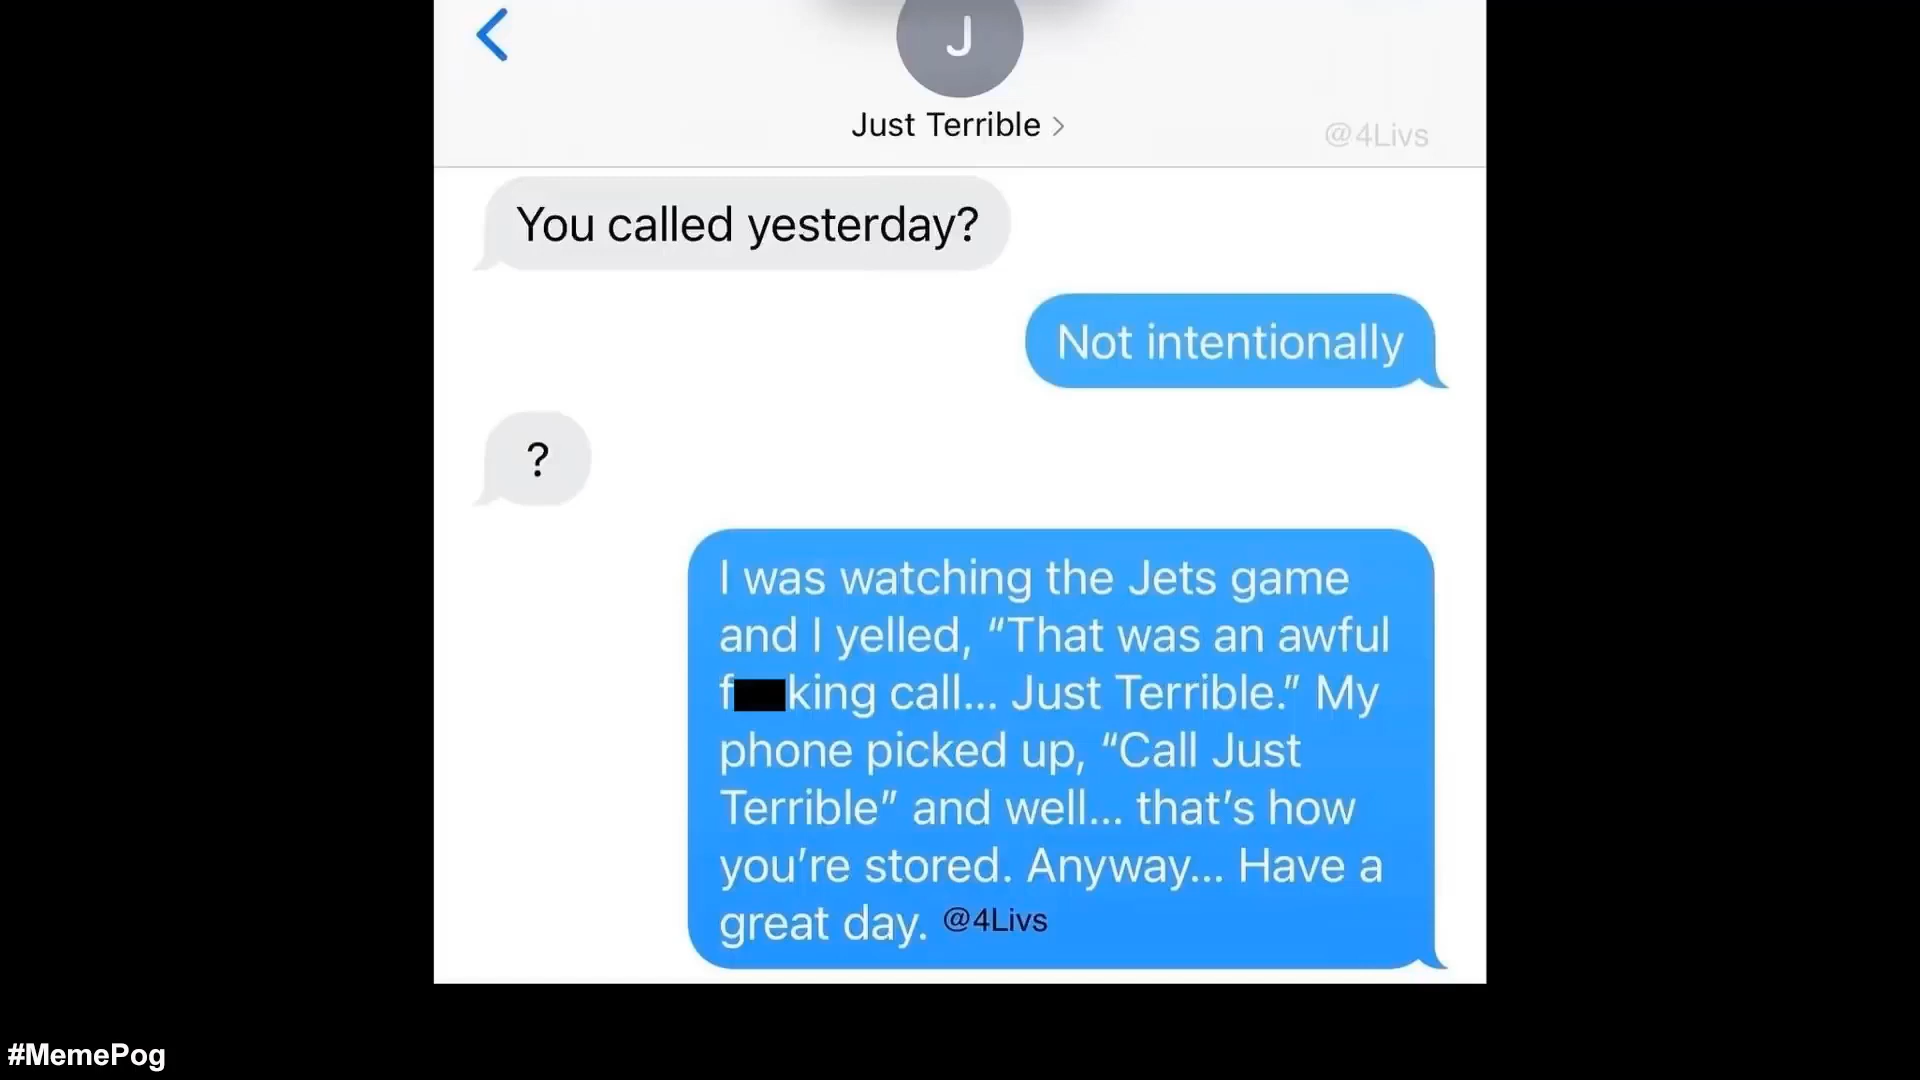 J
Just Terrible >
@4Livs
You called yesterday?
Not intentionally
?
I was watching the Jets game
and I yelled, “That was an awful
f king call... Just Terrible.” My
phone picked up, “Call Just
Terrible” and well... that’s how
you’re stored. Anyway... Have a
great day. @4Livs
#MemePog